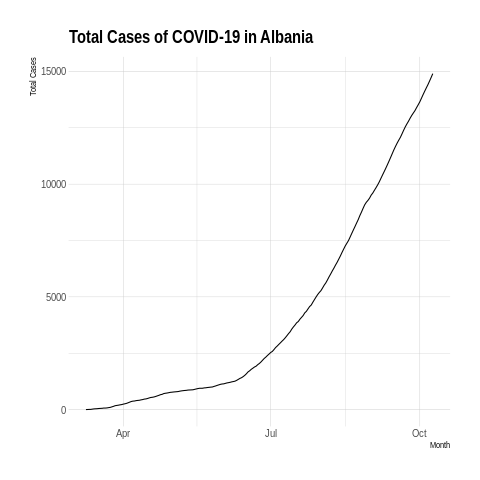 Total Cases of COVID-19 in Albania
Total Cases
15000
10000
5000
0
Apr
Jul
Oct
Month